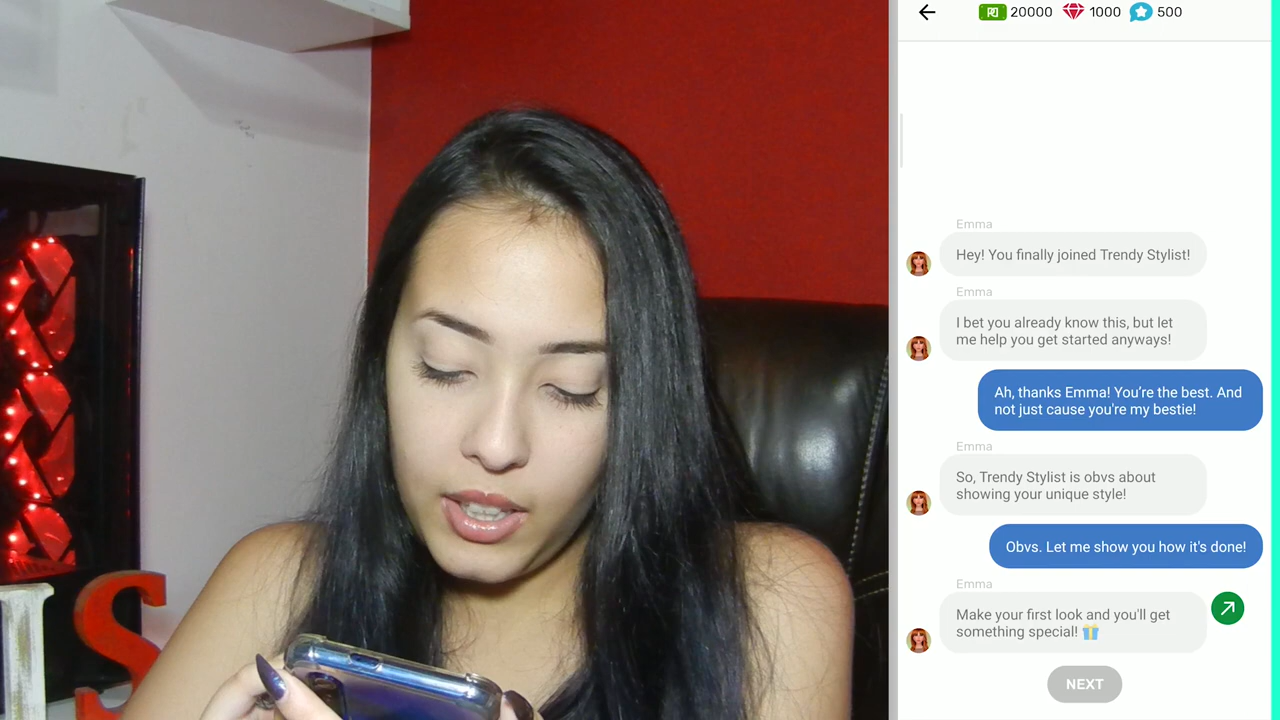 20000 1000 500
Emma
Hey! You finally joined Trendy Stylist!
Emma
I bet you already know this, but let
me help you get started anyways!
Ah, thanks Emma! You’re the best. And
not just cause you're my bestie!
Emma
So, Trendy Stylist is obvs about
showing your unique style!
Obvs. Let me show you how it's done!
Emma
Make your first look and you'll get
something special!
NEXT
S